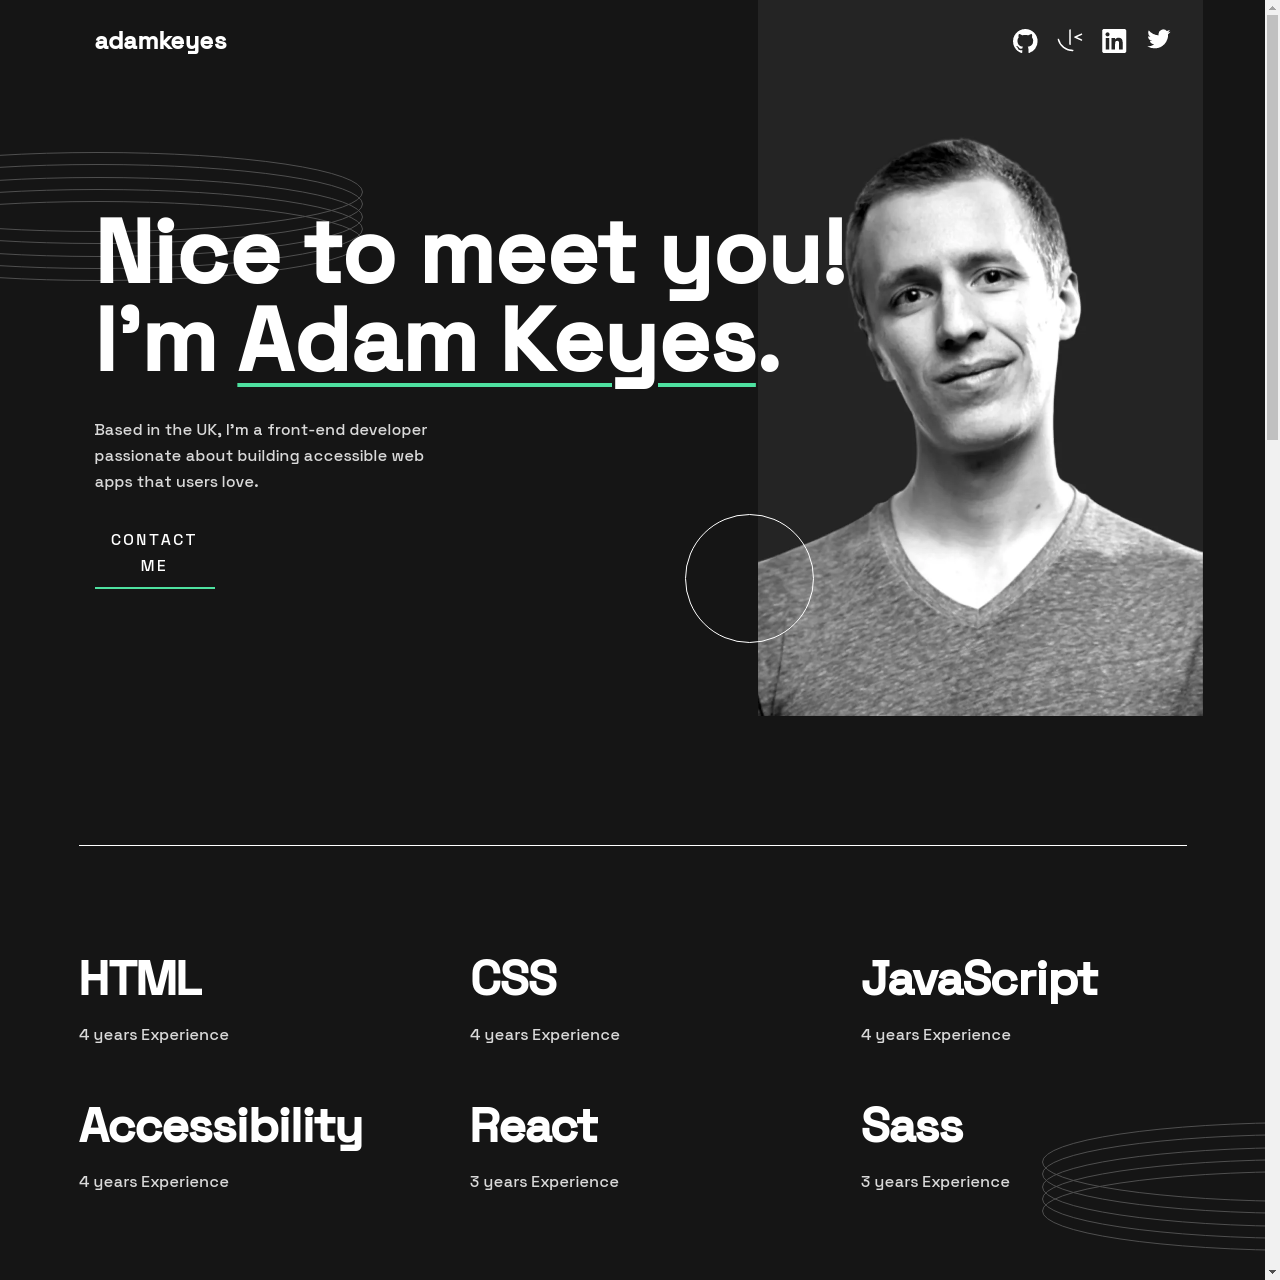 adamkeyes
Nice to meet you!
I’m Adam Keyes.
Based in the UK, I’m a front-end developer
passionate about building accessible web
apps that users love.
CONTACT
ME
HTML
CSS
JavaScript
4 years Experience
4 years Experience
4 years Experience
Accessibility
React
Sass
4 years Experience
3 years Experience
3 years Experience